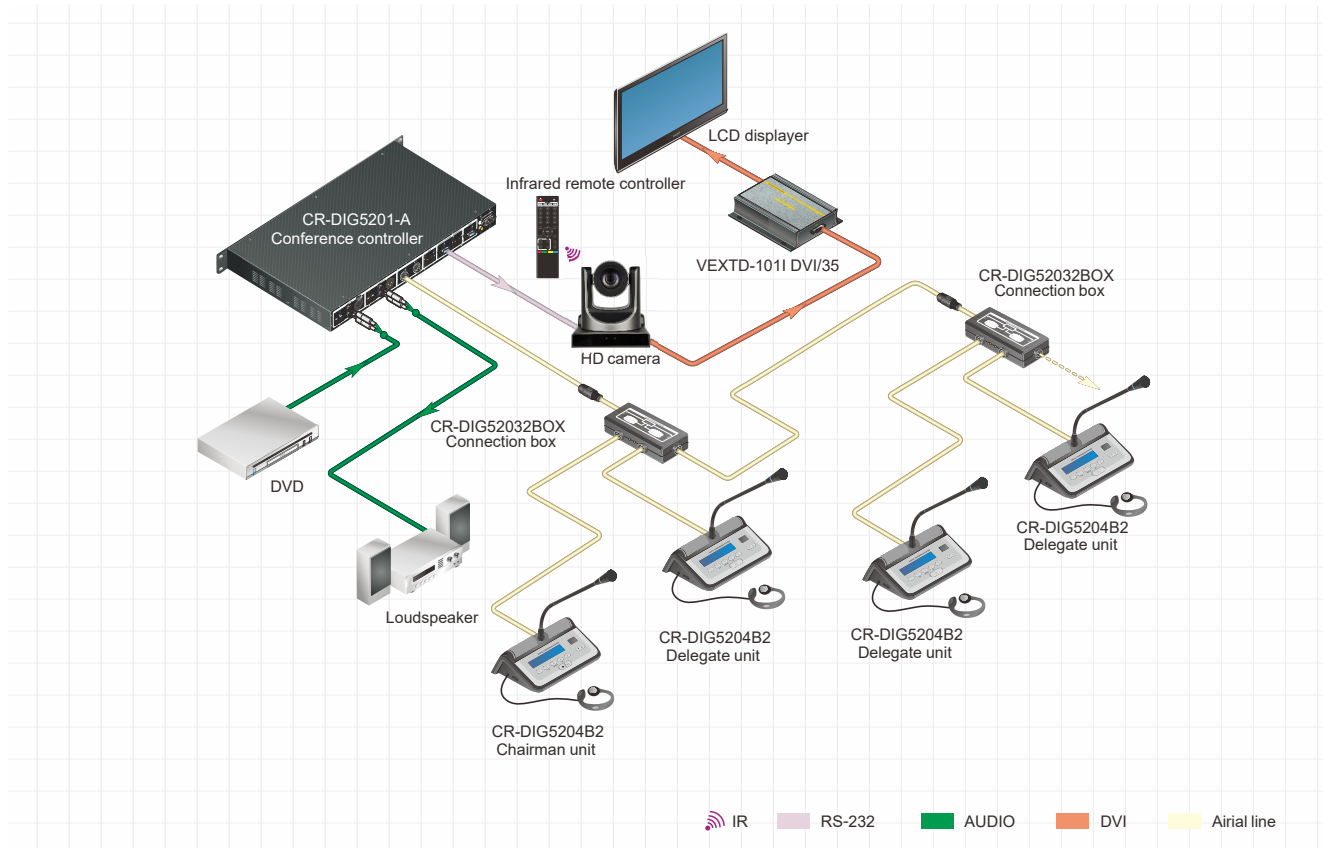 LCD displayer
Infrared remote controller
CR-DIG5201-A
Conference controller
VEXTD-101I DVI/35
CR-DIG52032BOX
Connection box
HD camera
CR-DIG52032BOX
Connection box
DVD
CR-DIG5204B2
Delegate unit
Loudspeaker
CR-DIG5204B2
Delegate unit
CR-DIG5204B2
Delegate unit
CR-DIG5204B2
Chairman unit
IR
RS-232
AUDIO
DVI
Airial line